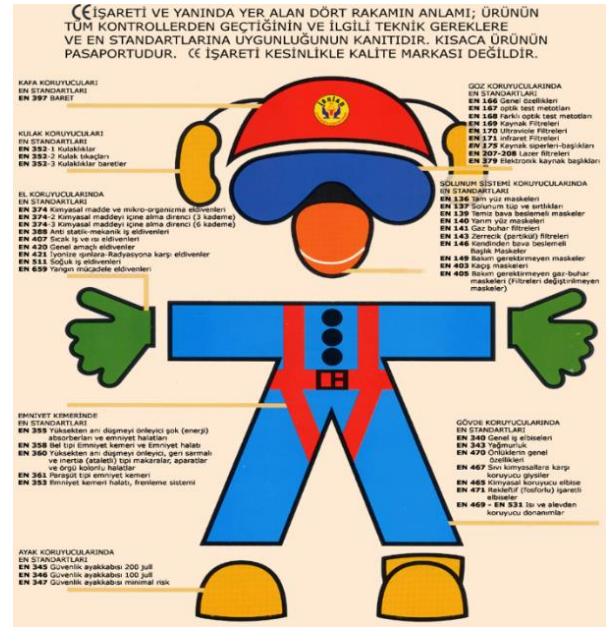 CE İŞARETİ VE YANINDA YER ALAN DÖRT RAKAMIN ANLAMI; ÜRÜNÜN
TÜM KONTROLLERDEN GEÇTİĞİNİN VE İLGİLİ TEKNİK GEREKLERE
VE EN STANDARTLARINA UYGUNLUĞUNUN KANITIDIR. KISACA ÜRÜNÜN
PASAPORTUDUR. CE İŞARETİ KESİNLİKLE KALİTE MARKASI DEĞİLDİR.
KAFA KORUYUCULARI
EN STANDARTLARI
EN 397 BARET
KULAK KORUYUCULARI
EN STANDARTLARI
EN 352-1 Kulaklıklar
EN 352-2 Kulak tıkaçları
EN 352-3 Kulaklıklar baretler
EL KORUYUCULARINDA
EN STANDARTLARI
EN 374 Kimyasal madde ve mikro-organizma eldivenleri
EN 374-2 Kimyasal maddeyi içine alma direnci (3 kademe)
EN 374-3 Kimyasal maddeyi içine alma direnci (6 kademe)
EN 388 Anti statik-mekanik iş eldivenleri
EN 407 Sıcak iş ve ısı eldivenleri
EN 420 Genel amaçlı eldivenler
EN 421 İyonize ışınlara-Radyasyona karşı eldivenler
EN 511 Soğuk iş eldivenleri
EN 659 Yangın mücadele eldivenleri
GÖZ KORUYUCULARINDA
EN STANDARTLARI
EN 166 Genel özellikleri
EN 167 optik test metotları
EN 168 Farklı optik test metotları
EN 169 Kaynak Filtreleri
EN 170 Ultraviole Filtreleri
EN 171 infraret Filtreleri
EN 175 Kaynak siperleri-başlıkları
EN 207-208 Lazer filtreleri
EN 379 Elektronik kaynak başlıkları
SOLUNUM SİSTEMİ KORUYUCULARINDA
EN STANDARTLARI
EN 136 Tam yüz maskeleri
EN 137 Solunum tüp ve sırtlıkları
EN 139 Temiz hava beslemeli maskeler
EN 140 Yarım yüz maskeleri
EN 141 Gaz buhar filtreleri
EN 143 Zerrecik (partikül) filtreleri
EN 146 Kendinden hava beslemeli
Başlık Maskeler
EN 149 Bakım gerektirmeyen maskeler
EN 403 Kaçış maskeleri
EN 405 Bakım gerektirmeyen gaz-buhar
maskeleri (Filtreleri değiştirilmeyen
maskeler)
EMNİYET KEMERİNDE
EN STANDARTLARI
EN 355 Yüksekten ani düşmeyi önleyici şok (enerji)
absorberları ve emniyet halatları
EN 358 Bel tipi Emniyet kemeri ve Emniyet halatı
EN 360 Yüksekten ani düşmeyi önleyici, geri sarmalı
ve inertia (ataletli) tipi makaralar, aparatlar
ve örgü kolonlu halatlar
EN 361 Paraşüt tipi emniyet kemeri
EN 353 Emniyet kemeri halatı, frenleme sistemi
GÖVDE KORUYUCULARINDA
EN STANDARTLARI
EN 340 Genel iş elbiseleri
EN 343 Yağmurluk
EN 470 Önlüklerin genel
özellikleri
EN 467 Sıvı kimyasallara karşı
koruyucu giysiler
EN 465 Kimyasal koruyucu elbise
EN 471 Reklektif (fosforlu) işaretli
elbiseler
EN 469 - EN 531 Isı ve alevden
koruyucu donanımlar
AYAK KORUYUCULARINDA
EN STANDARTLARI
EN 345 Güvenlik ayakkabısı 200 jull
EN 346 Güvenlik ayakkabısı 100 jull
EN 347 Güvenlik ayakkabısı minimal risk